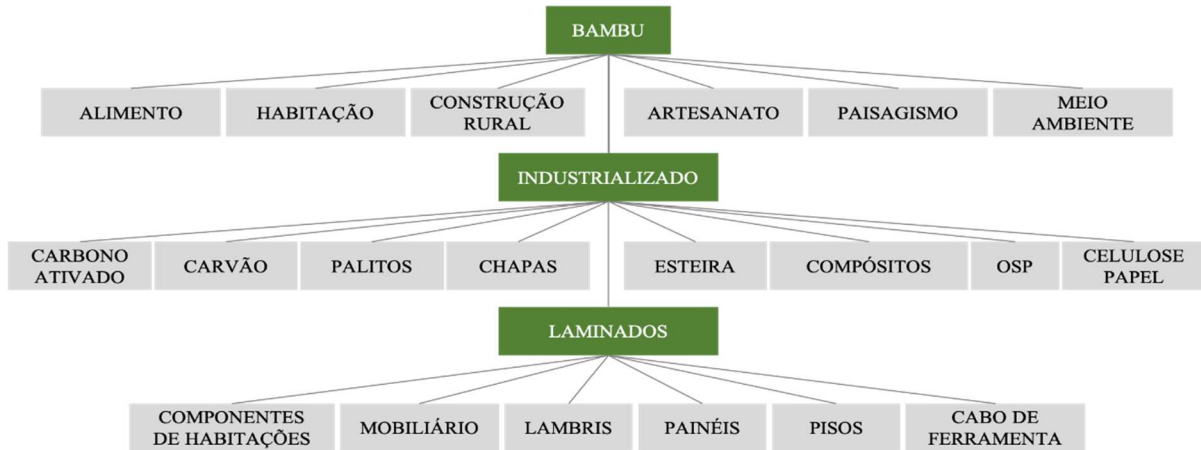 BAMBU
ALIMENTO
HABITAÇÃO
CONSTRUÇÃO
RURAL
ARTESANATO
PAISAGISMO
MEIO
AMBIENTE
INDUSTRIALIZADO
CARBONO
ATIVADO
CARVÃO
PALITOS
CHAPAS
ESTEIRA
COMPÓSITOS
OSP
CELULOSE
PAPEL
LAMINADOS
COMPONENTES
DE HABITAÇÕES
MOBILIÁRIO
LAMBRIS
PAINÉIS
PISOS
CABO DE
FERRAMENTA